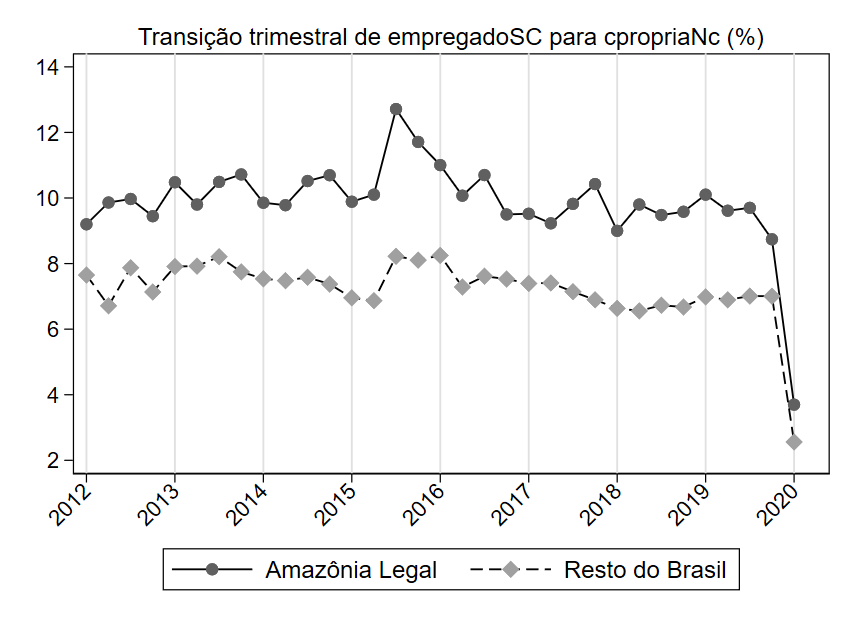 Transição trimestral de empregadoSC para cpropriaNc (%)
14
12
10
8
6
4
2
2012 2013 2014 2015 2016 2017 2018 2019 2020
Amazônia Legal Resto do Brasil